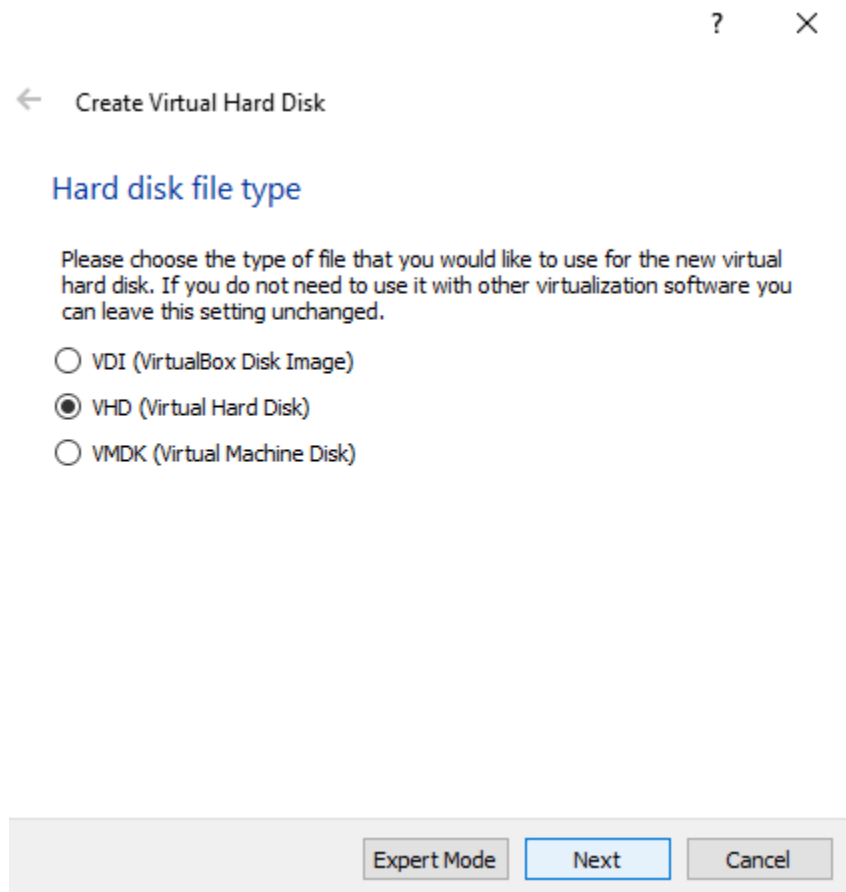 ?
Create Virtual Hard Disk
Hard disk file type
Please choose the type of file that you would like to use for the new virtual
hard disk. If you do not need to use it with other virtualization software you
can leave this setting unchanged.
VDI (VirtualBox Disk Image)
VHD (Virtual Hard Disk)
VMDK (Virtual Machine Disk)
Expert Mode Next Cancel